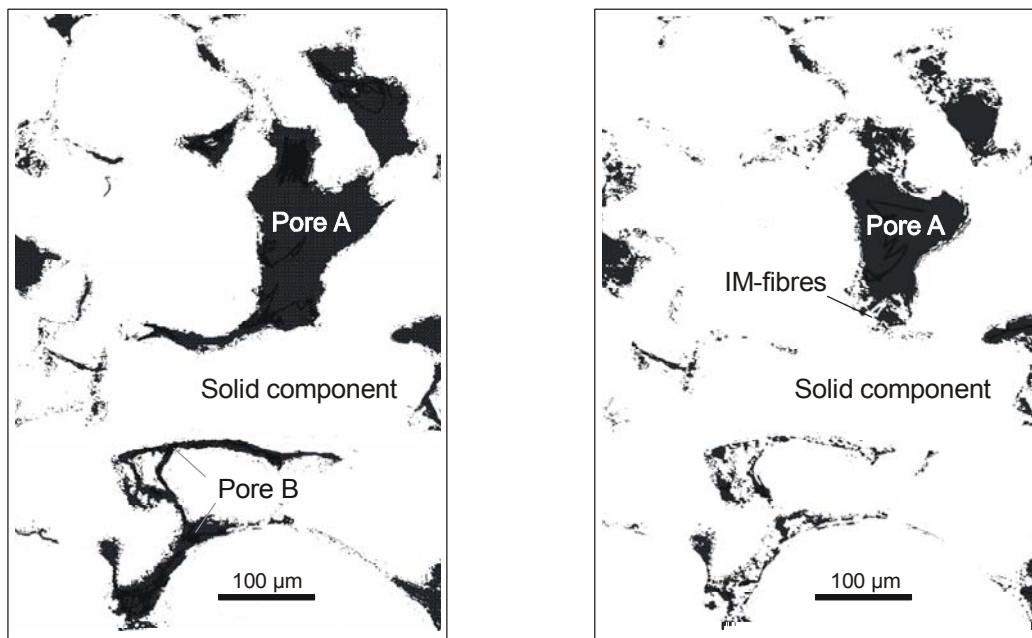 Pore A
Solid component
Pore B
100 µm
Pore A
IM-fibres
Solid component
100 µm